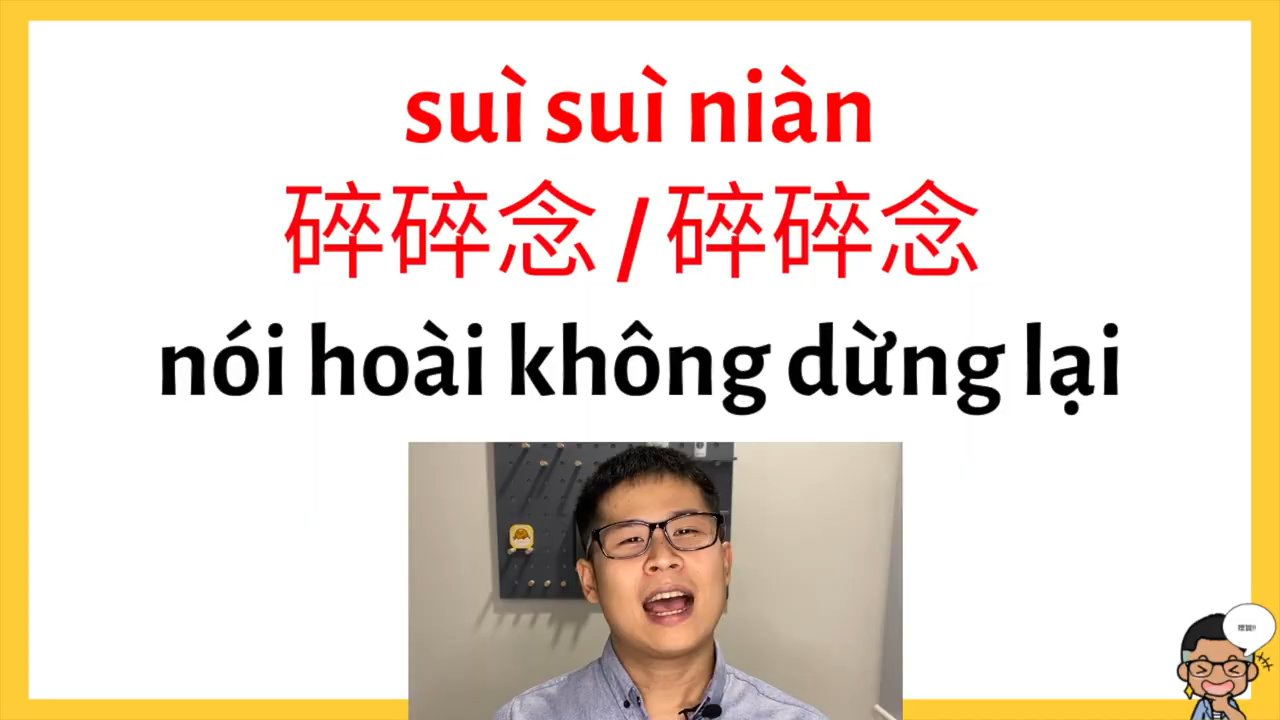 suì suì niàn
碎碎念 / 碎碎念
nói hoài không dừng lại